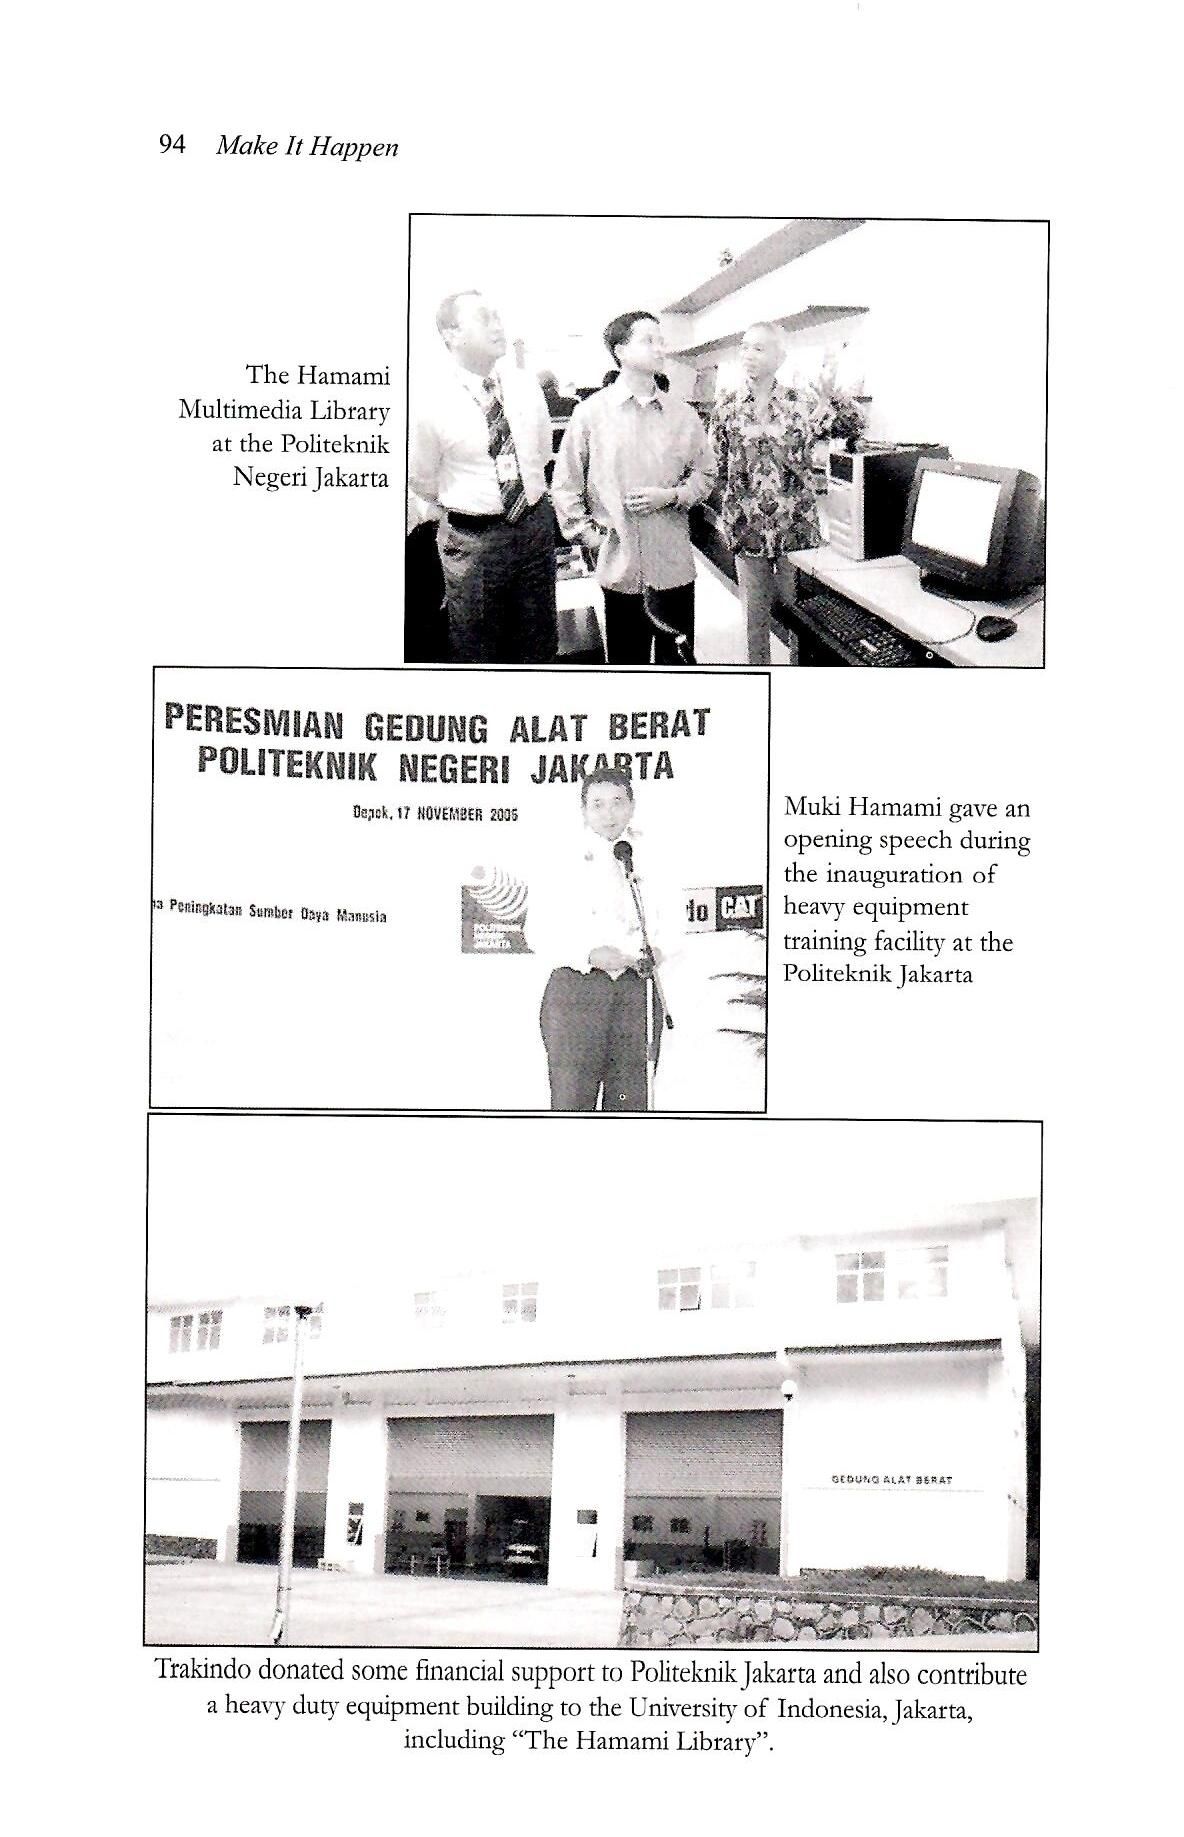 94 Make It Happen
The Hamami
Multimedia Library
at the Politeknik
Negeri Jakarta
PERESMIAN GEDUNG ALAT BERAT
POLITEKNIK NEGERI JAKARTA
Depok, 17 NOVEMBER 2005
Peningkatan Sumber Daya Manusia
POLITEKNIK
JAKARTA
do CAT
Muki Hamami gave an
opening speech during
the inauguration of
heavy equipment
training facility at the
Politeknik Jakarta
GEDUNG ALAT BERAT
Trakindo donated some financial support to Politeknik Jakarta and also contribute
a heavy duty equipment building to the University of Indonesia, Jakarta,
including “The Hamami Library”.